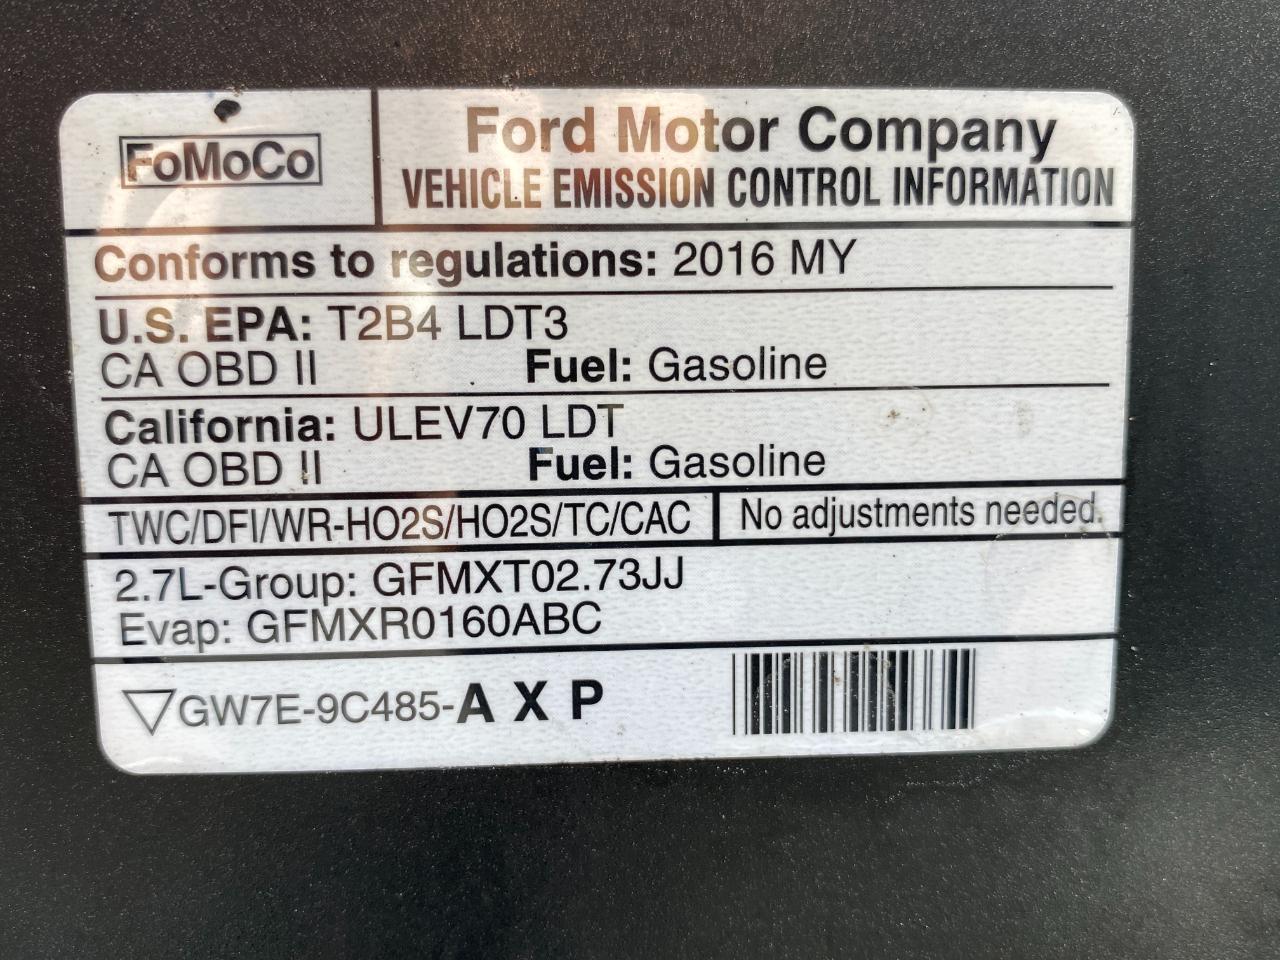 FoMoCo
Ford Motor Company
VEHICLE EMISSION CONTROL INFORMATION
Conforms to regulations: 2016 MY
U.S. EPA: T2B4 LDT3
CA OBD II Fuel: Gasoline
California: ULEV70 LDT
CA OBD II Fuel: Gasoline
TWC/DFI/WR-HO2S/HO2S/TC/CAC No adjustments needed.
2.7L-Group: GFMXT02.73JJ
Evap: GFMXR0160ABC
GW7E-9C485-A X P